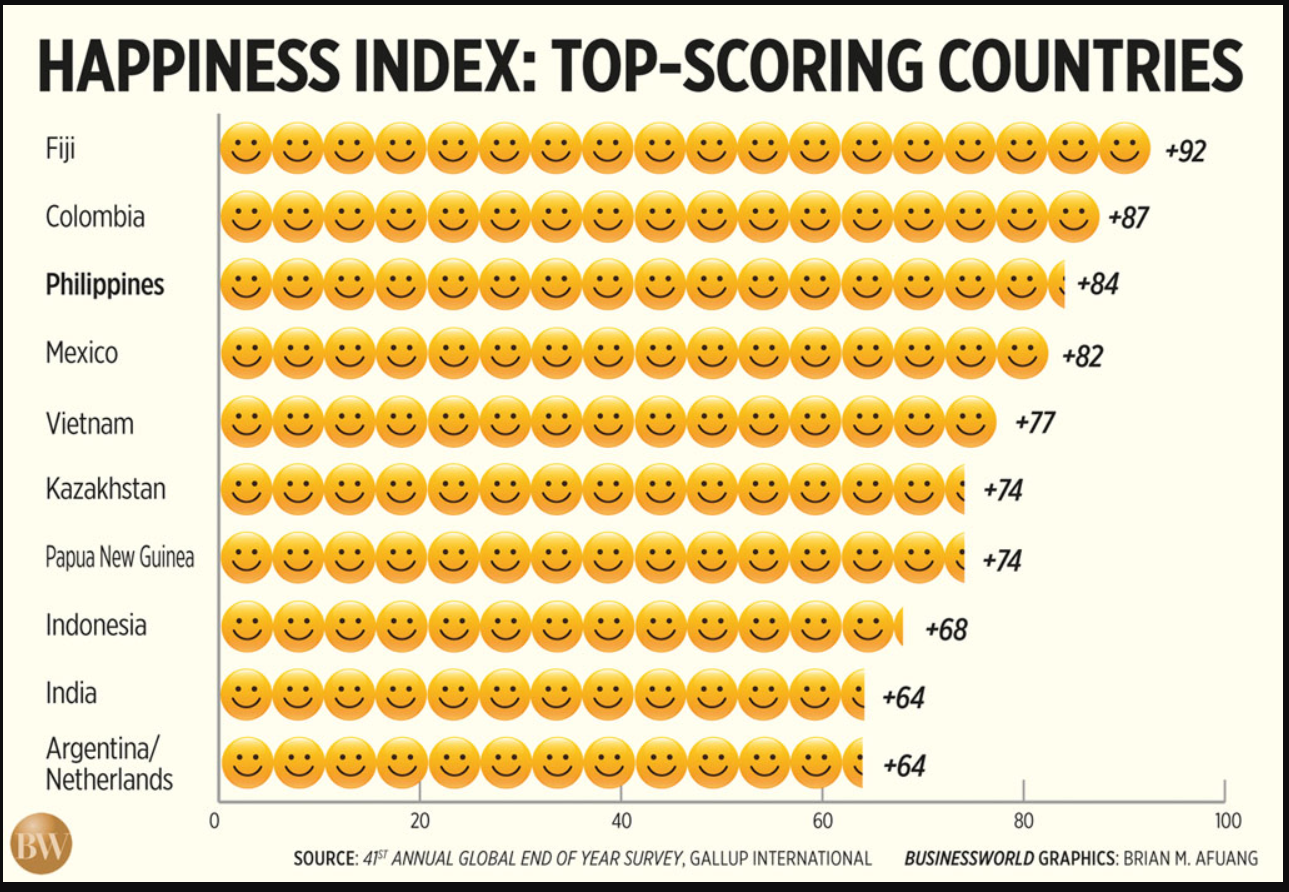 HAPPINESS INDEX: TOP-SCORING COUNTRIES
Fiji +92
Colombia +87
Philippines +84
Mexico +82
Vietnam +77
Kazakhstan +74
Papua New Guinea +74
Indonesia +68
India +64
Argentina/
Netherlands +64
0 20 40 60 80 100
BW
SOURCE: 41ST ANNUAL GLOBAL END OF YEAR SURVEY, GALLUP INTERNATIONAL BUSINESSWORLD GRAPHICS: BRIAN M. AFUANG